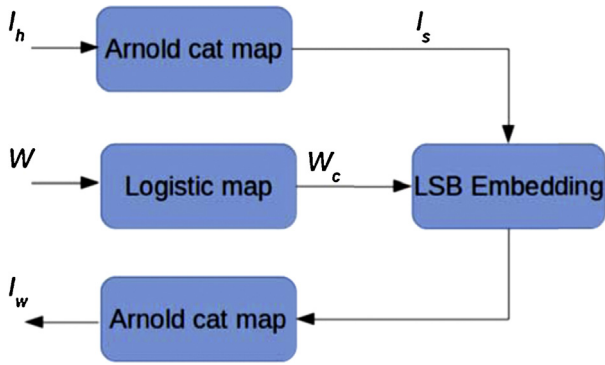 I_h
Arnold cat map
I_s
W
Logistic map
W_c
LSB Embedding
I_w
Arnold cat map